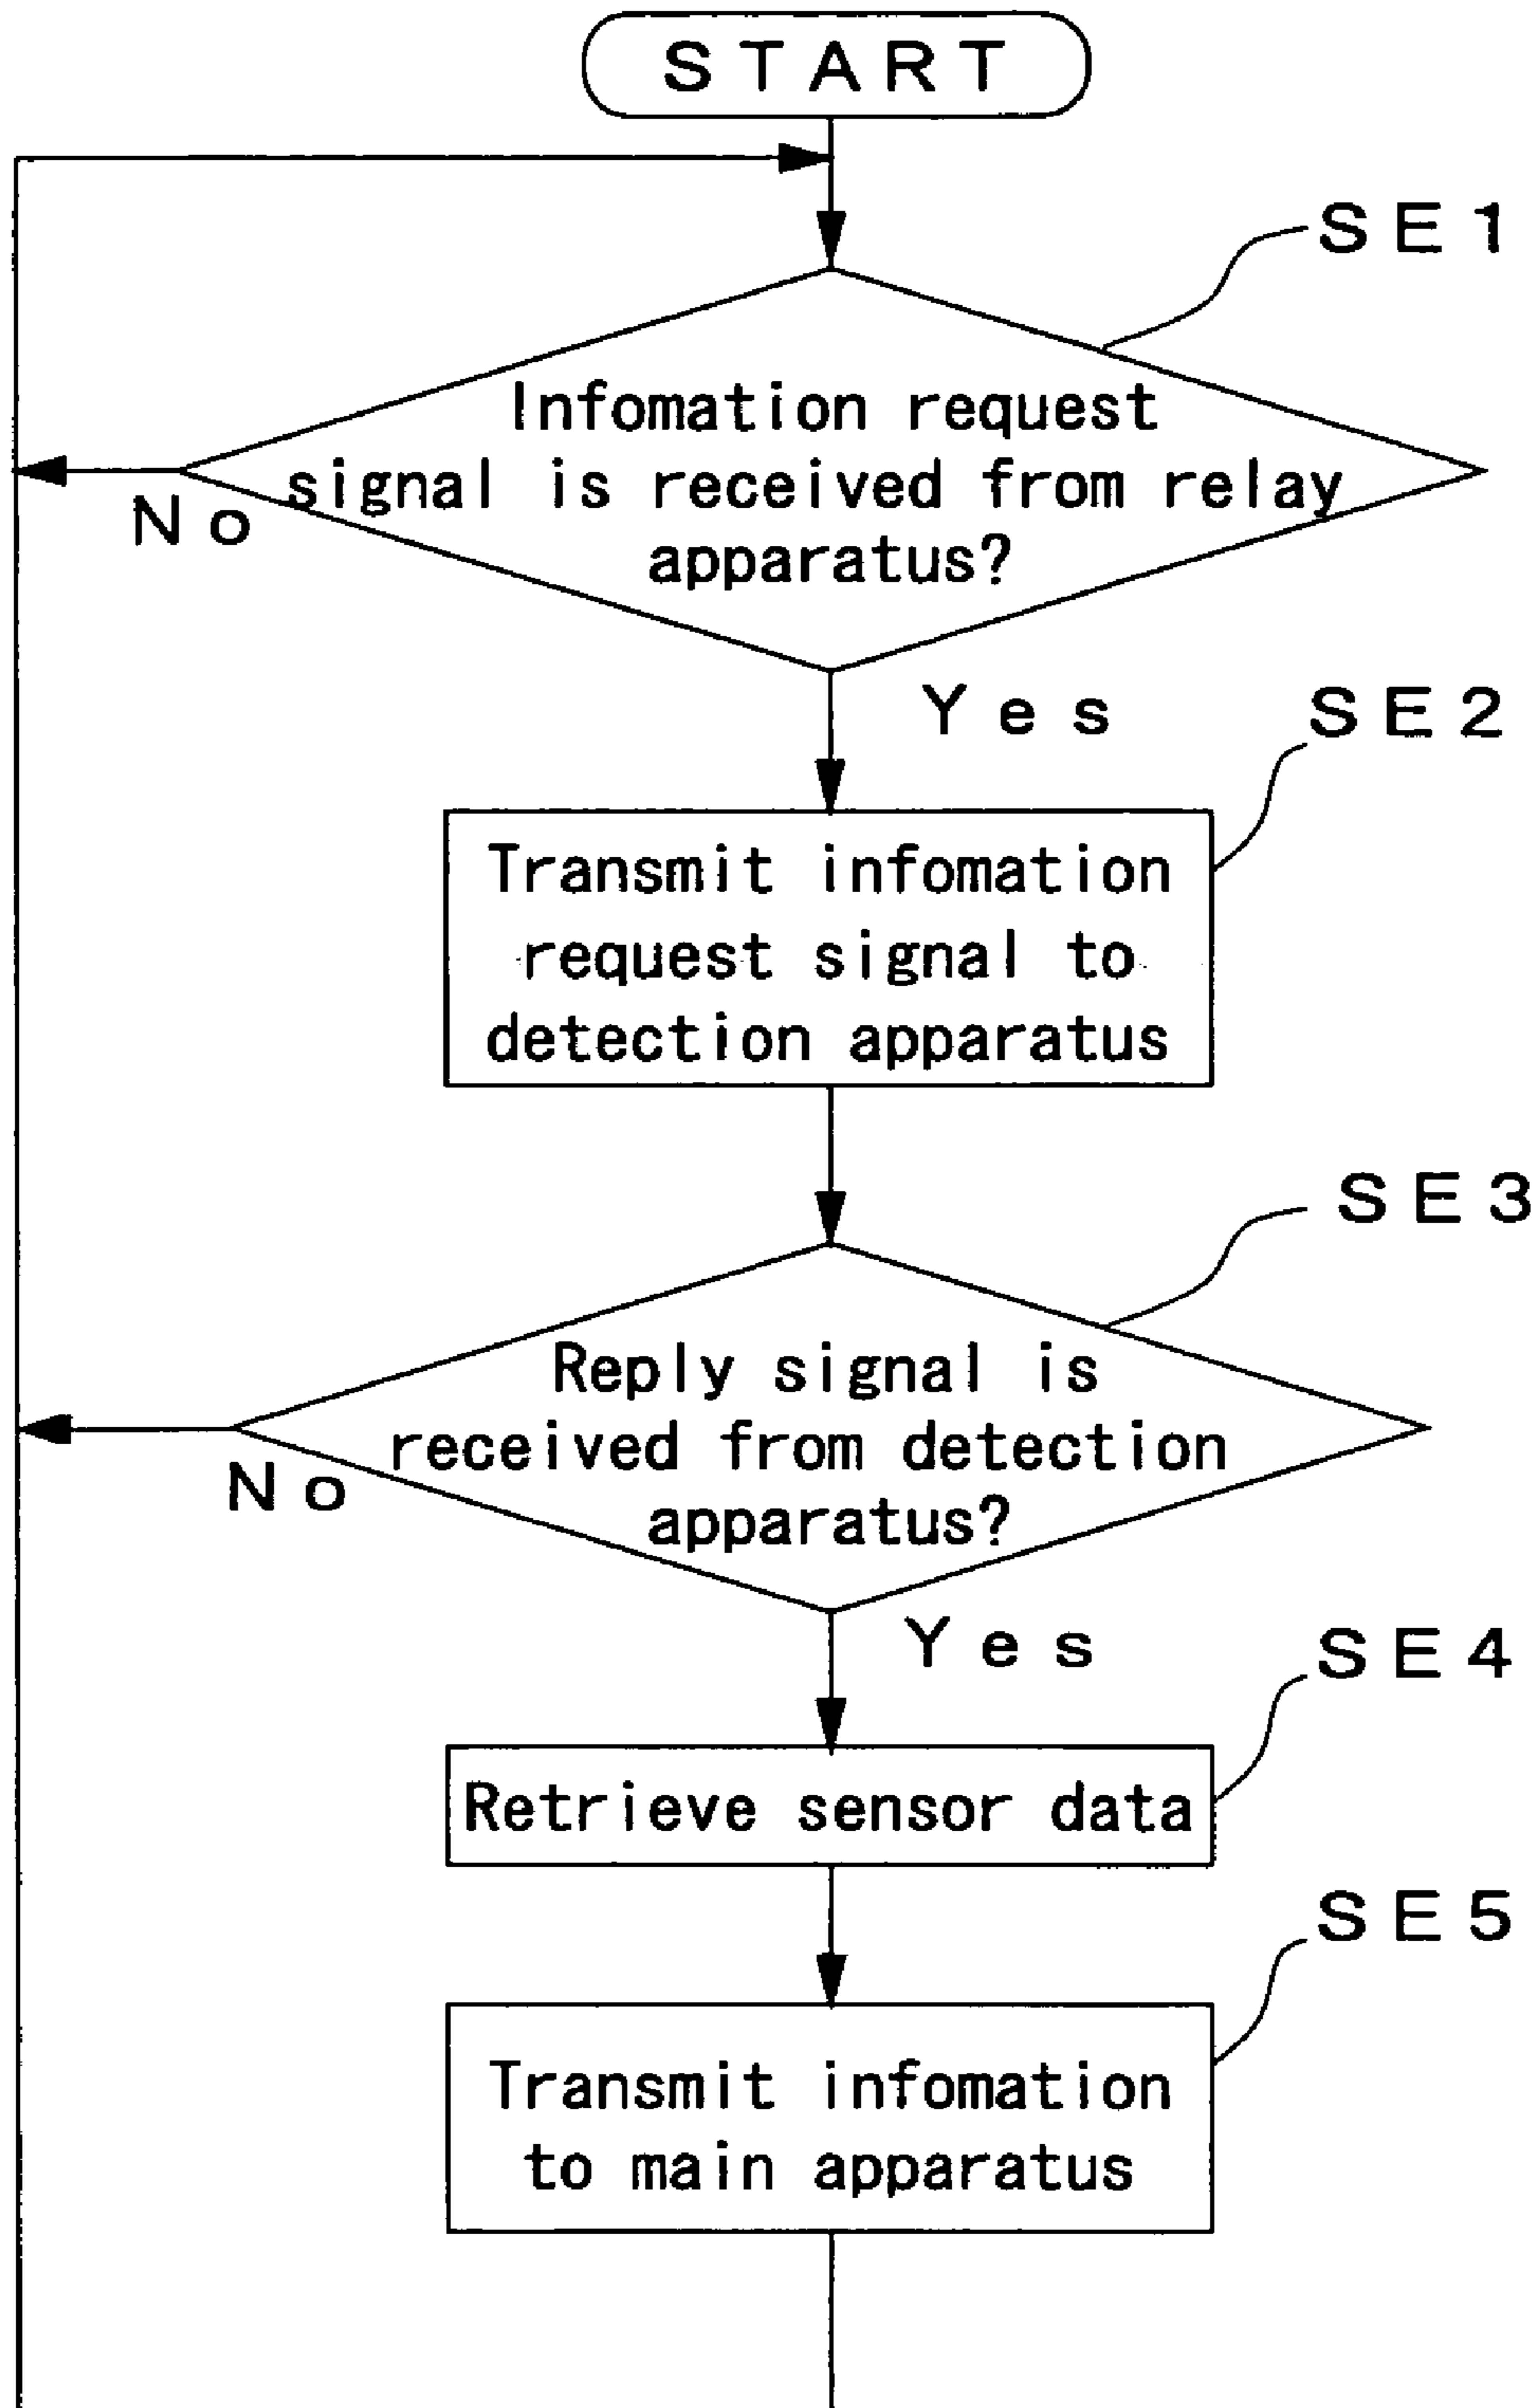 START
SE1
Infomation request
signal is received from relay
apparatus?
No
Yes
SE2
Transmit infomation
request signal to
detection apparatus
SE3
Reply signal is
received from detection
apparatus?
No
Yes
SE4
Retrieve sensor data
SE5
Transmit infomation
to main apparatus